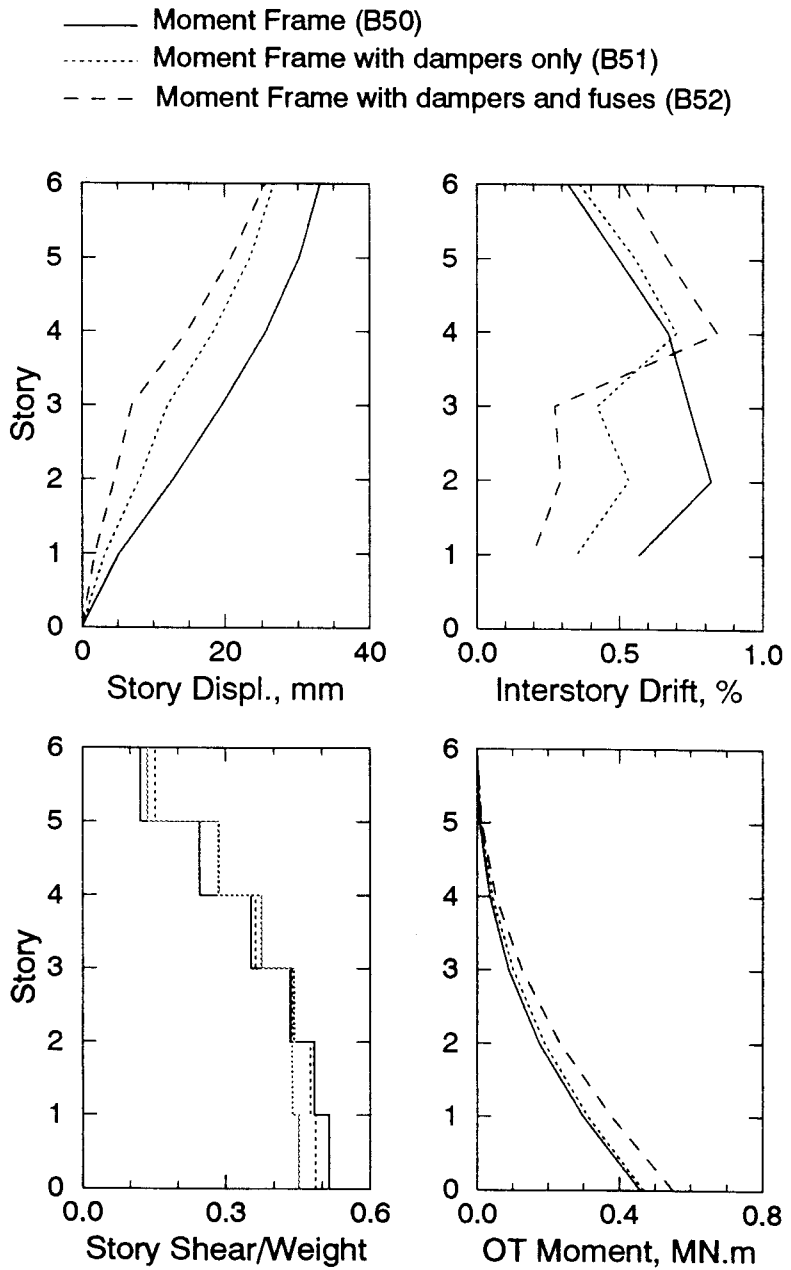 Moment Frame (B50)
Moment Frame with dampers only (B51)
Moment Frame with dampers and fuses (B52)
6
5
4
3
2
1
0
Story
0 20 40
Story Displ., mm
6
5
4
3
2
1
0
0.0 0.5 1.0
Interstory Drift, %
6
5
4
3
2
1
0
Story
0.0 0.3 0.6
Story Shear/Weight
6
5
4
3
2
1
0
0.0 0.4 0.8
OT Moment, MN.m